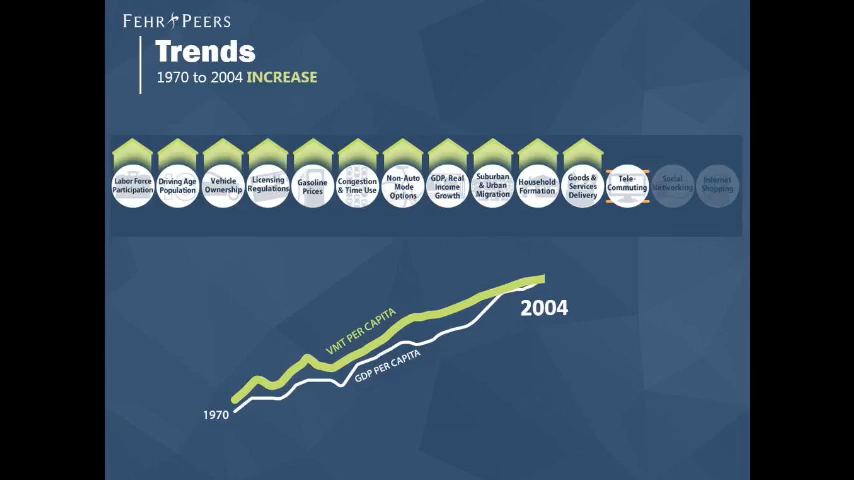 FEHR PEERS
Trends
1970 to 2004 INCREASE
Labor Force
Participation
Driving Age
Population
Vehicle
Ownership
Licensing
Regulations
Gasoline
Prices
Congestion
& Time Use
Non-Auto
Mode
Options
GDP, Real
Income
Growth
Suburban
& Urban
Migration
Household
Formation
Goods &
Services
Delivery
Tele-
Commuting
Social
Networking
Internet
Shopping
VMT PER CAPITA
GDP PER CAPITA
2004
1970